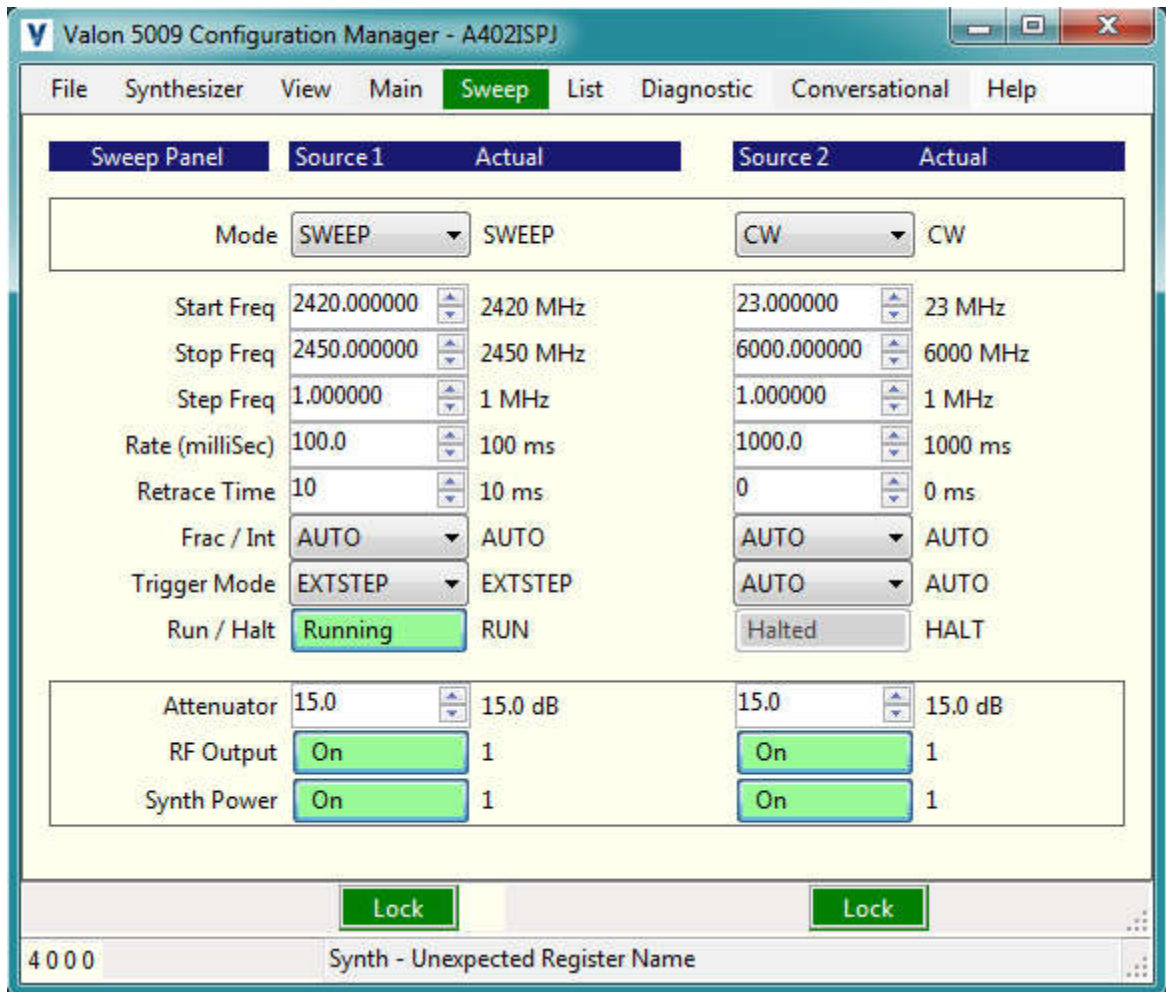 Valon 5009 Configuration Manager - A402ISPJ
File Synthesizer View Main Sweep List Diagnostic Conversational Help
Sweep Panel Source 1 Actual Source 2 Actual
Mode SWEEP SWEEP CW CW
Start Freq 2420.000000 2420 MHz 23.000000 23 MHz
Stop Freq 2450.000000 2450 MHz 6000.000000 6000 MHz
Step Freq 1.000000 1 MHz 1.000000 1 MHz
Rate (milliSec) 100.0 100 ms 1000.0 1000 ms
Retrace Time 10 10 ms 0 0 ms
Frac / Int AUTO AUTO AUTO AUTO
Trigger Mode EXTSTEP EXTSTEP AUTO AUTO
Run / Halt Running RUN Halted HALT
Attenuator 15.0 15.0 dB 15.0 15.0 dB
RF Output On 1 On 1
Synth Power On 1 On 1
Lock Lock
4000 Synth - Unexpected Register Name